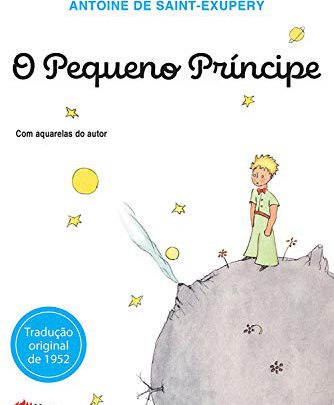 ANTOINE DE SAINT-EXUPÉRY
O Pequeno Príncipe
Com aquarelas do autor
Tradução
original
de 1952